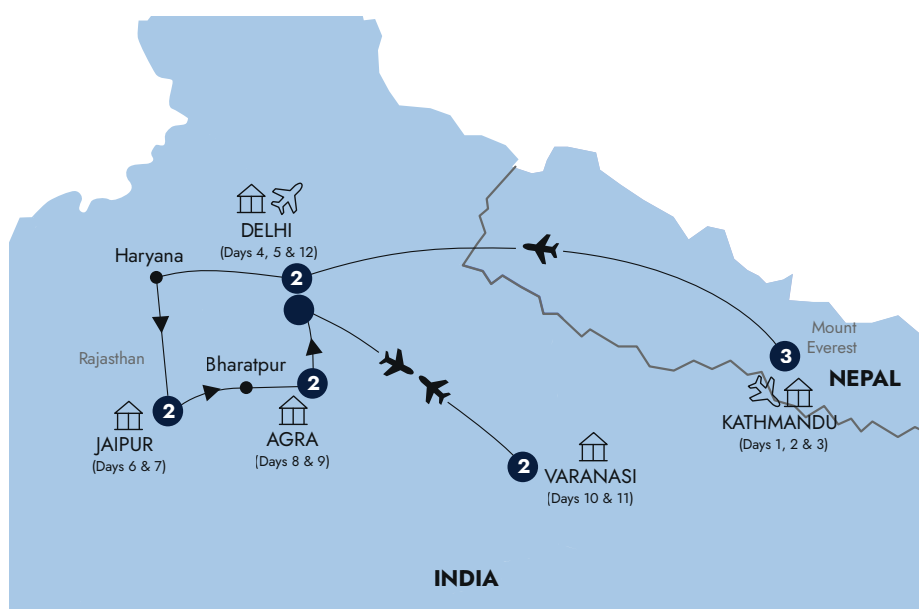 DELHI
(Days 4, 5 & 12)
Haryana
2
Mount
Everest
Rajasthan
Bharatpur
3
NEPAL
2
2
JAIPUR
(Days 6 & 7)
AGRA
(Days 8 & 9)
KATHMANDU
(Days 1, 2 & 3)
2
VARANASI
(Days 10 & 11)
INDIA